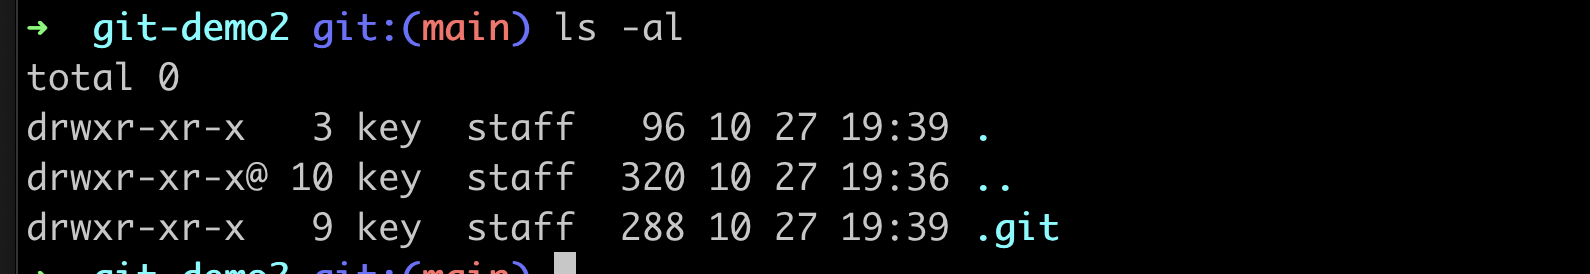 ➜  git-demo2 git:(main) ls -al
total 0
drwxr-xr-x   3 key  staff   96 10 27 19:39 .
drwxr-xr-x@ 10 key  staff  320 10 27 19:36 ..
drwxr-xr-x   9 key  staff  288 10 27 19:39 .git
➜  git-demo2 git:(main)